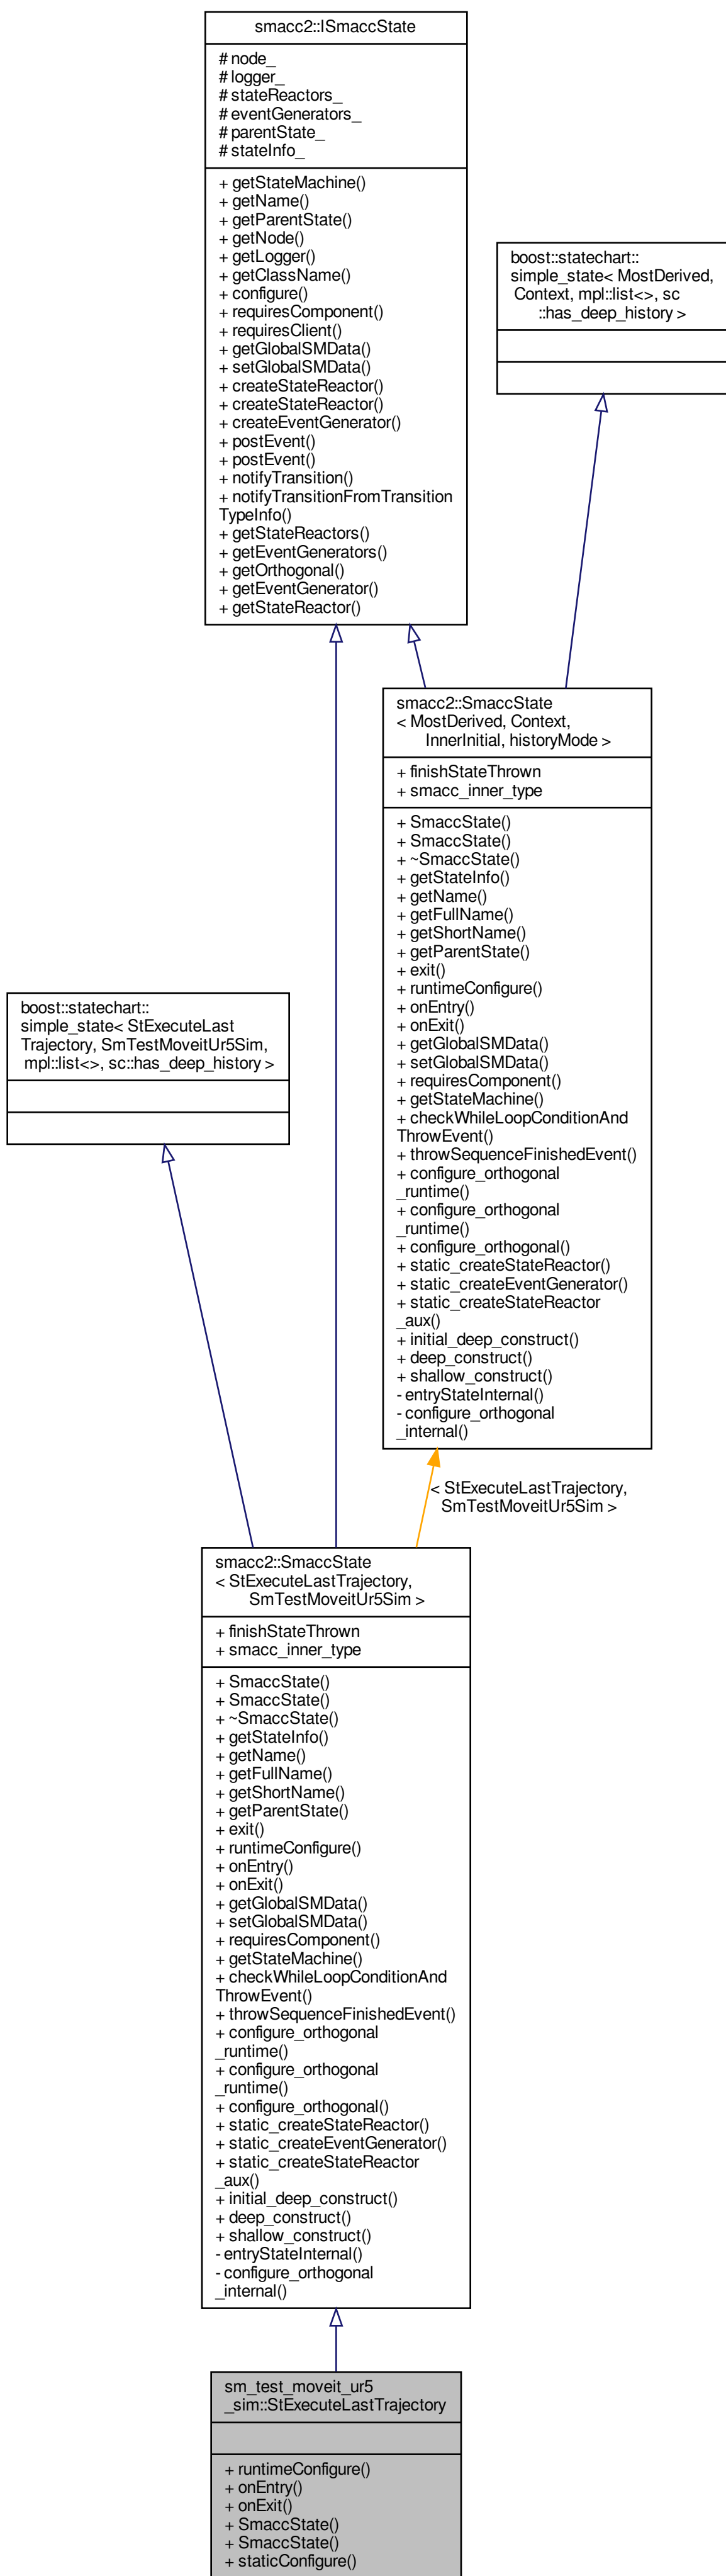 smacc2::ISmaccState
# node_
# logger_
# stateReactors_
# eventGenerators_
# parentState_
# stateInfo_
+ getStateMachine()
+ getName()
+ getParentState()
+ getNode()
+ getLogger()
+ getClassName()
+ configure()
+ requiresComponent()
+ requiresClient()
+ getGlobalSMData()
+ setGlobalSMData()
+ createStateReactor()
+ createStateReactor()
+ createEventGenerator()
+ postEvent()
+ postEvent()
+ notifyTransition()
+ notifyTransitionFromTransition
TypeInfo()
+ getStateReactors()
+ getEventGenerators()
+ getOrthogonal()
+ getEventGenerator()
+ getStateReactor()
boost::statechart::
simple_state< MostDerived,
Context, mpl::list<>, sc
::has_deep_history >
smacc2::SmaccState
< MostDerived, Context,
InnerInitial, historyMode >
+ finishStateThrown
+ smacc_inner_type
+ SmaccState()
+ SmaccState()
+ ~SmaccState()
+ getStateInfo()
+ getName()
+ getFullName()
+ getShortName()
+ getParentState()
+ exit()
+ runtimeConfigure()
+ onEntry()
+ onExit()
+ getGlobalSMData()
+ setGlobalSMData()
+ requiresComponent()
+ getStateMachine()
+ checkWhileLoopConditionAnd
ThrowEvent()
+ throwSequenceFinishedEvent()
+ configure_orthogonal
_runtime()
+ configure_orthogonal
_runtime()
+ configure_orthogonal()
+ static_createStateReactor()
+ static_createEventGenerator()
+ static_createStateReactor
_aux()
+ initial_deep_construct()
+ deep_construct()
+ shallow_construct()
- entryStateInternal()
- configure_orthogonal
_internal()
boost::statechart::
simple_state< StExecuteLast
Trajectory, SmTestMoveitUr5Sim,
mpl::list<>, sc::has_deep_history >
< StExecuteLastTrajectory,
SmTestMoveitUr5Sim >
smacc2::SmaccState
< StExecuteLastTrajectory,
SmTestMoveitUr5Sim >
+ finishStateThrown
+ smacc_inner_type
+ SmaccState()
+ SmaccState()
+ ~SmaccState()
+ getStateInfo()
+ getName()
+ getFullName()
+ getShortName()
+ getParentState()
+ exit()
+ runtimeConfigure()
+ onEntry()
+ onExit()
+ getGlobalSMData()
+ setGlobalSMData()
+ requiresComponent()
+ getStateMachine()
+ checkWhileLoopConditionAnd
ThrowEvent()
+ throwSequenceFinishedEvent()
+ configure_orthogonal
_runtime()
+ configure_orthogonal
_runtime()
+ configure_orthogonal()
+ static_createStateReactor()
+ static_createEventGenerator()
+ static_createStateReactor
_aux()
+ initial_deep_construct()
+ deep_construct()
+ shallow_construct()
- entryStateInternal()
- configure_orthogonal
_internal()
sm_test_moveit_ur5
_sim::StExecuteLastTrajectory
+ runtimeConfigure()
+ onEntry()
+ onExit()
+ SmaccState()
+ SmaccState()
+ staticConfigure()